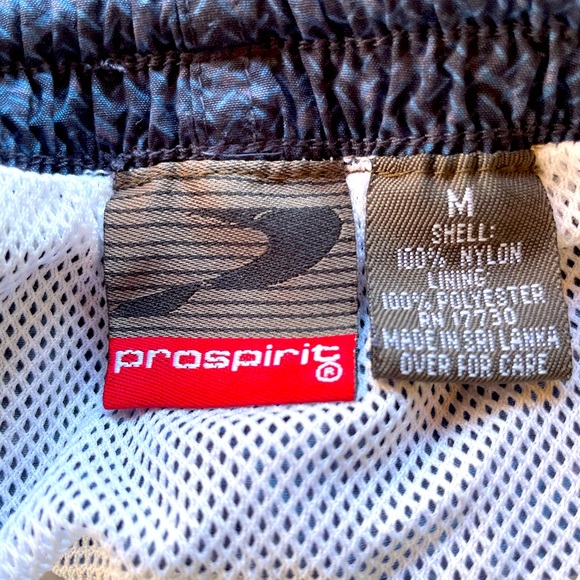 prospirit®
M
SHELL:
100% NYLON
LINING
100% POLYESTER
RN 17730
MADE IN SRI LANKA
OVER FOR CARE